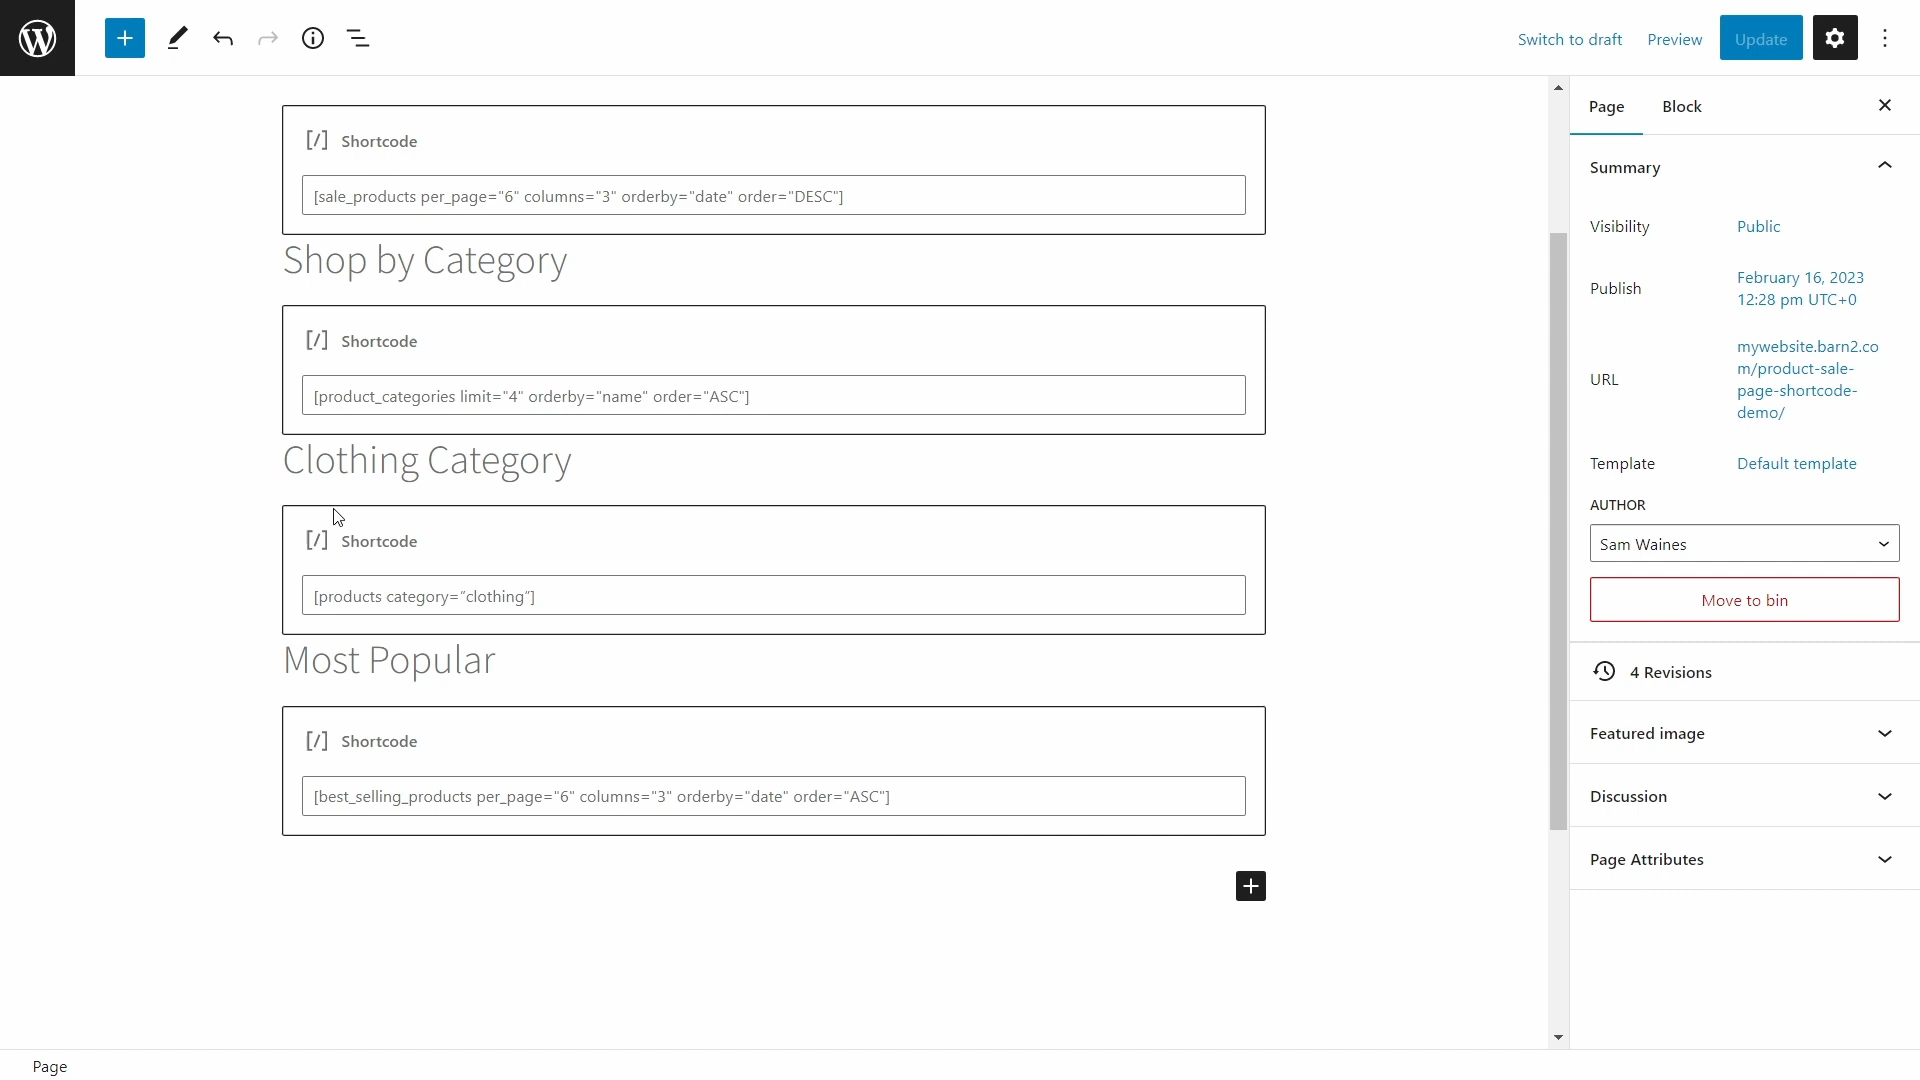 Switch to draft Preview Update
[/] Shortcode
[sale_products per_page="6" columns="3" orderby="date" order="DESC"]
Shop by Category
[/] Shortcode
[product_categories limit="4" orderby="name" order="ASC"]
Clothing Category
[/] Shortcode
[products category=”clothing”]
Most Popular
[/] Shortcode
[best_selling_products per_page="6" columns="3" orderby="date" order="ASC"]
Page Block
Summary
Visibility Public
Publish February 16, 2023
12:28 pm UTC+0
URL mywebsite.barn2.co
m/product-sale-
page-shortcode-
demo/
Template Default template
AUTHOR
Sam Waines
Move to bin
4 Revisions
Featured image
Discussion
Page Attributes
Page